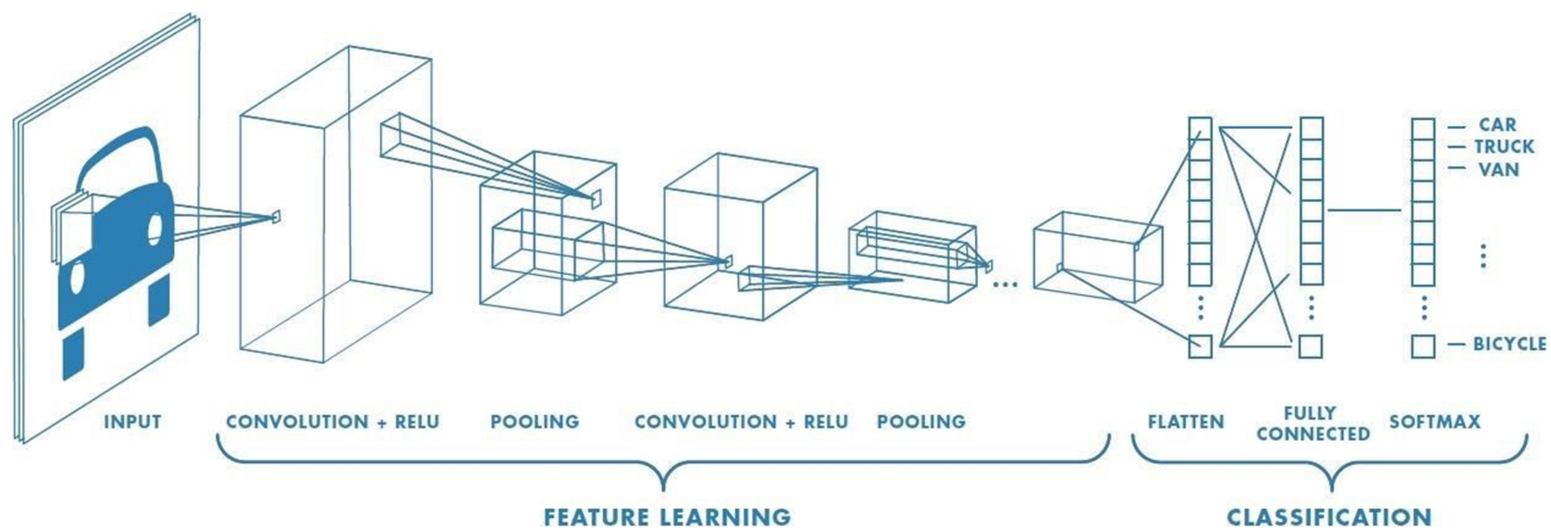 CAR
TRUCK
VAN
BICYCLE
INPUT
CONVOLUTION + RELU
POOLING
CONVOLUTION + RELU
POOLING
FLATTEN
FULLY
CONNECTED
SOFTMAX
FEATURE LEARNING
CLASSIFICATION